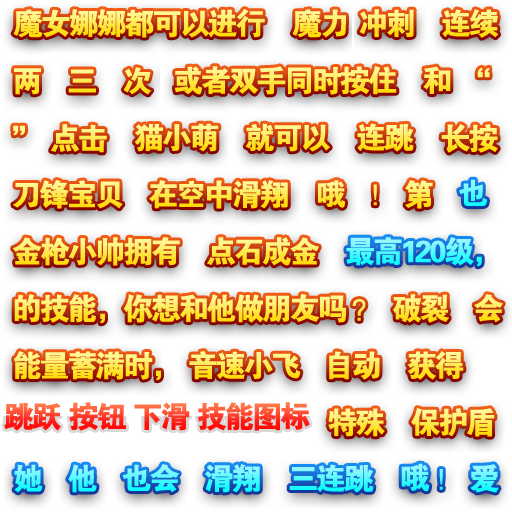 魔女娜娜都可以进行 魔力 冲刺 连续
两 三 次 或者双手同时按住 和 “
” 点击 猫小萌 就可以 连跳 长按
刀锋宝贝 在空中滑翔 哦 ！ 第 也
金枪小帅拥有 点石成金 最高120级，
的技能，你想和他做朋友吗？ 破裂 会
能量蓄满时， 音速小飞 自动 获得
跳跃 按钮 下滑 技能图标 特殊 保护盾
她 他 也会 滑翔 三连跳 哦！ 爱